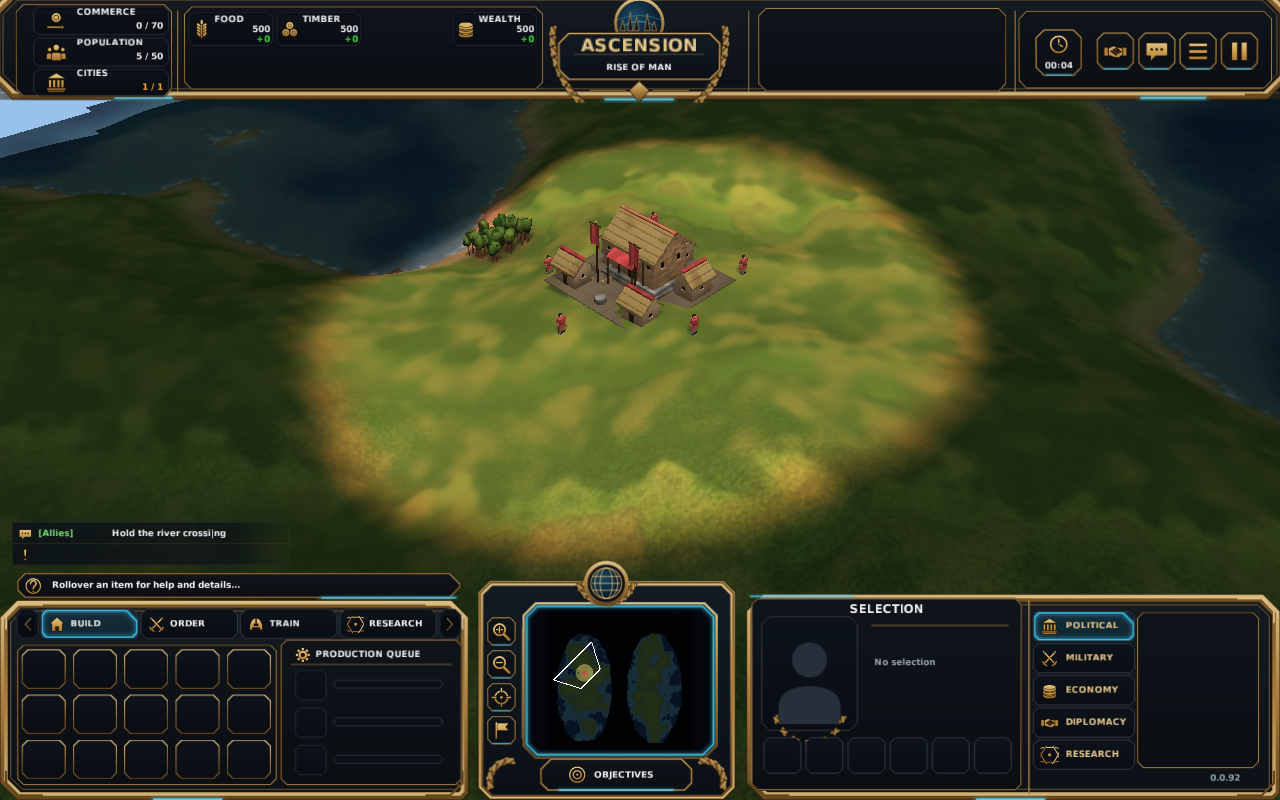 COMMERCE
0 / 70
POPULATION
5 / 50
CITIES
1 / 1
FOOD
500
+0
TIMBER
500
+0
WEALTH
500
+0
ASCENSION
RISE OF MAN
00:04
[Allies] Hold the river crossi|ng
!
Rollover an item for help and details...
BUILD
ORDER
TRAIN
RESEARCH
PRODUCTION QUEUE
OBJECTIVES
SELECTION
No selection
POLITICAL
MILITARY
ECONOMY
DIPLOMACY
RESEARCH
0.0.92